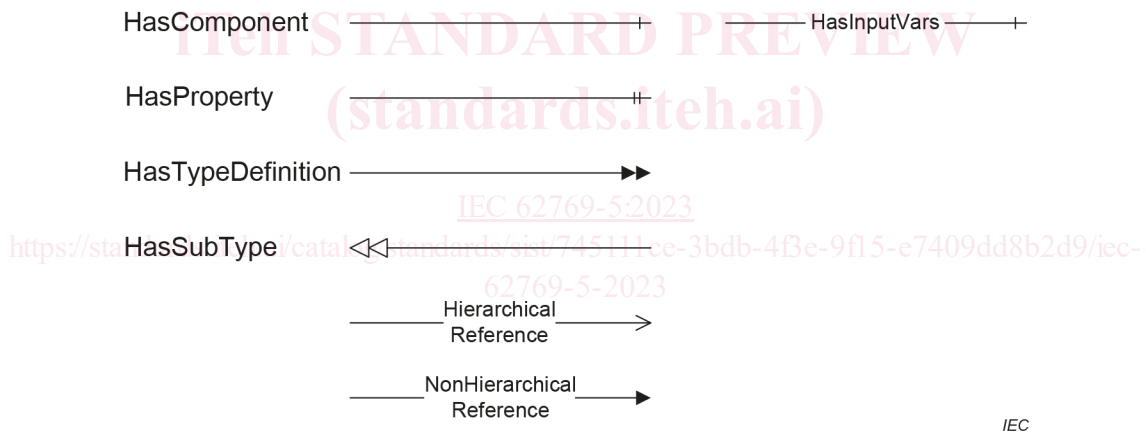 HasComponent HasInputVars
iTeh STANDARD PREVIEW
HasProperty
(standards.iteh.ai)
HasTypeDefinition
IEC 62769-5:2023
HasSubType
https://standards.iteh.ai/catalog/standards/sist/745111ce-3bdb-4f3e-9f15-e7409dd8b2d9/iec-
62769-5-2023
Hierarchical
Reference
NonHierarchical
Reference
IEC